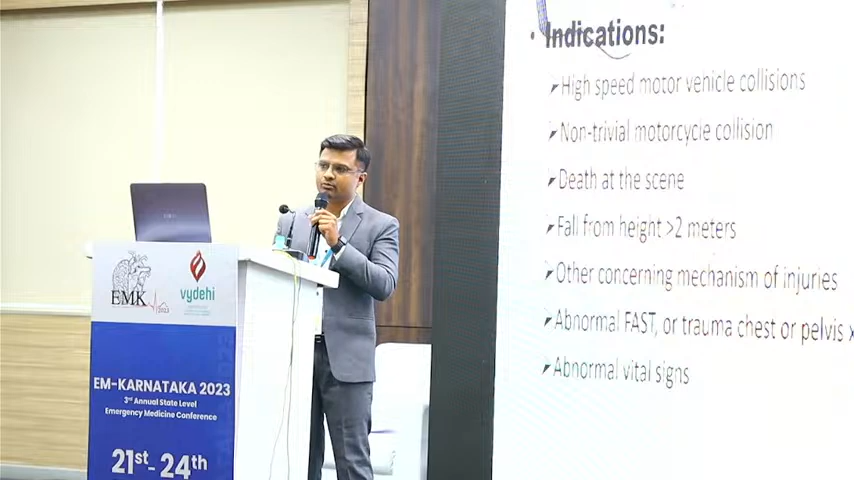 EMK
2023
vydehi
EM-KARNATAKA 2023
3rd Annual State Level
Emergency Medicine Conference
21st - 24th
• Indications:
➤High speed motor vehicle collisions
➤Non-trivial motorcycle collision
➤Death at the scene
➤Fall from height >2 meters
➤Other concerning mechanism of injuries
➤Abnormal FAST, or trauma chest or pelvis x
➤Abnormal vital signs